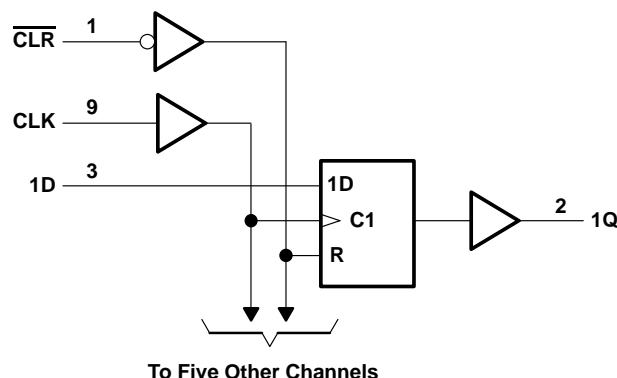 CLR 1
CLK 9
1D 3
1D
C1
R
2 1Q
To Five Other Channels